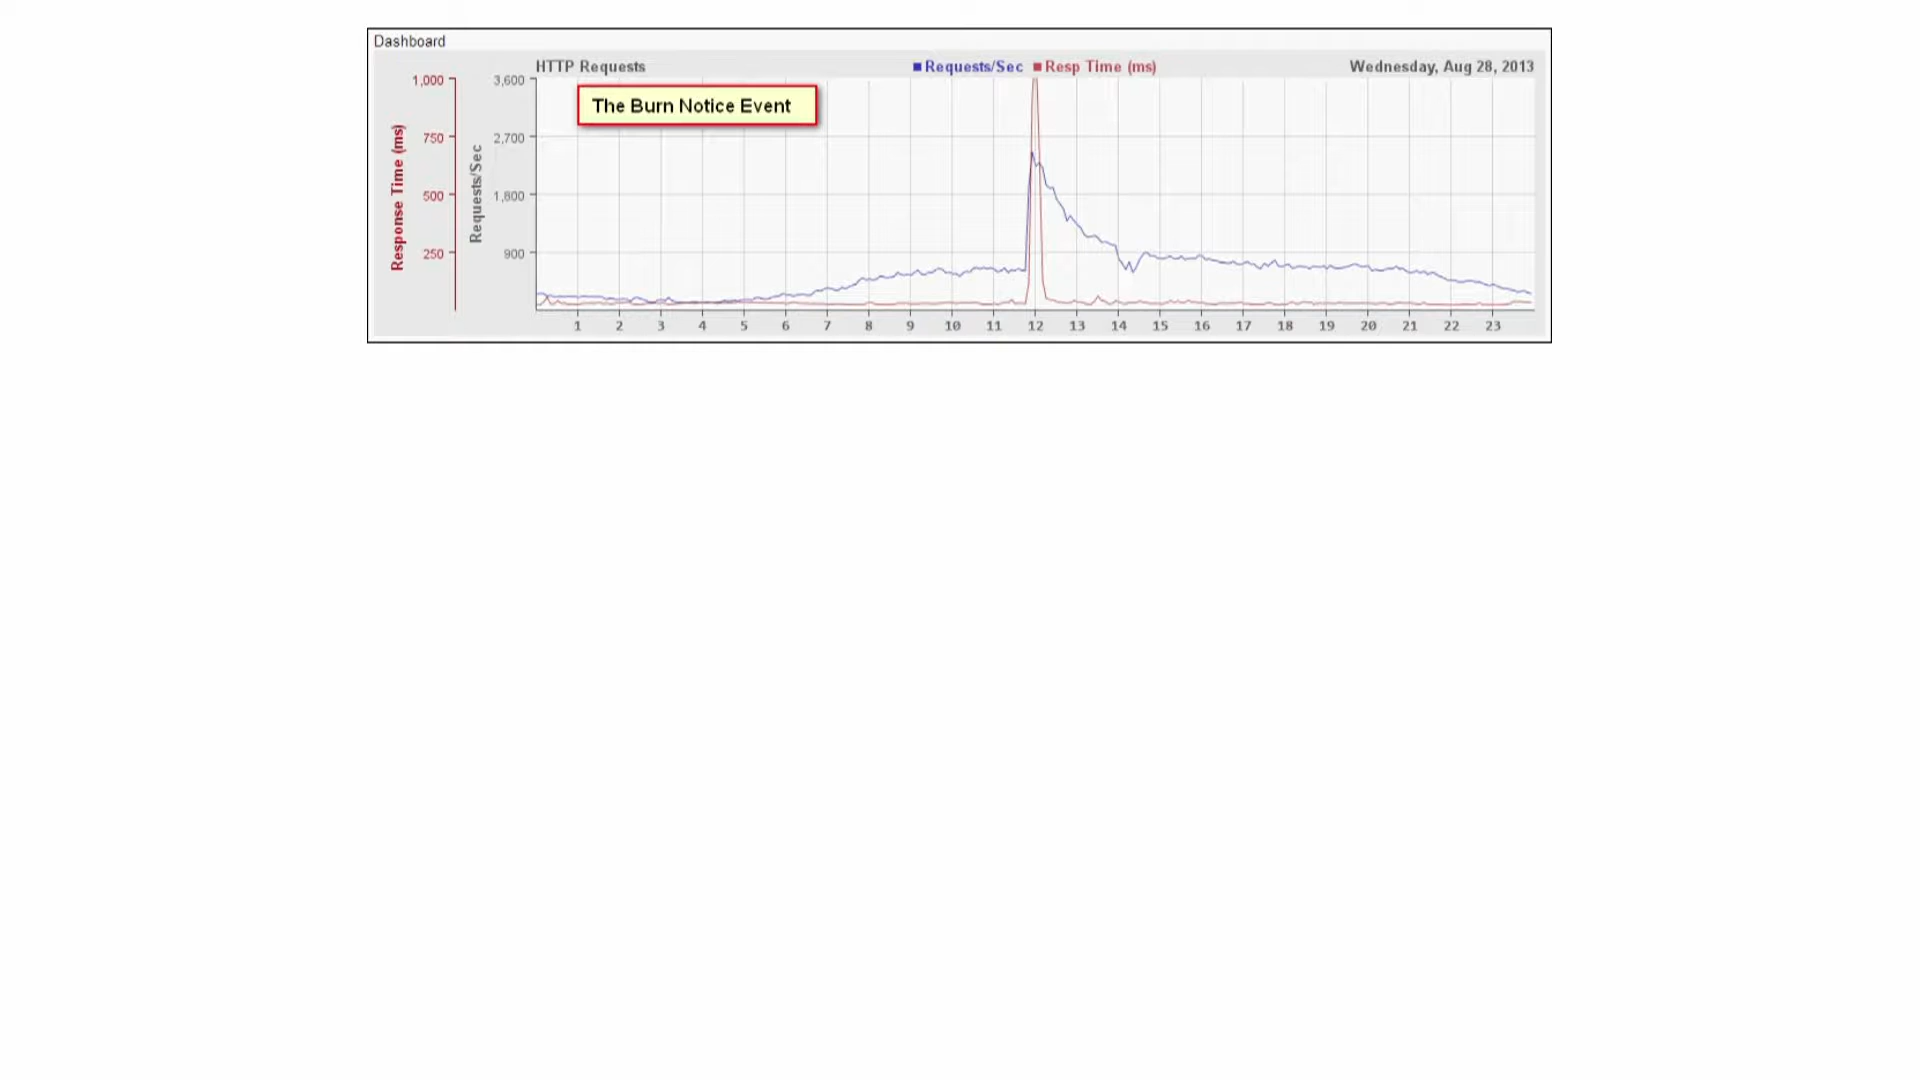 Dashboard
HTTP Requests
Requests/Sec Resp Time (ms)
Wednesday, Aug 28, 2013
The Burn Notice Event
Response Time (ms)
1,000
750
500
250
Requests/Sec
3,600
2,700
1,800
900
1 2 3 4 5 6 7 8 9 10 11 12 13 14 15 16 17 18 19 20 21 22 23